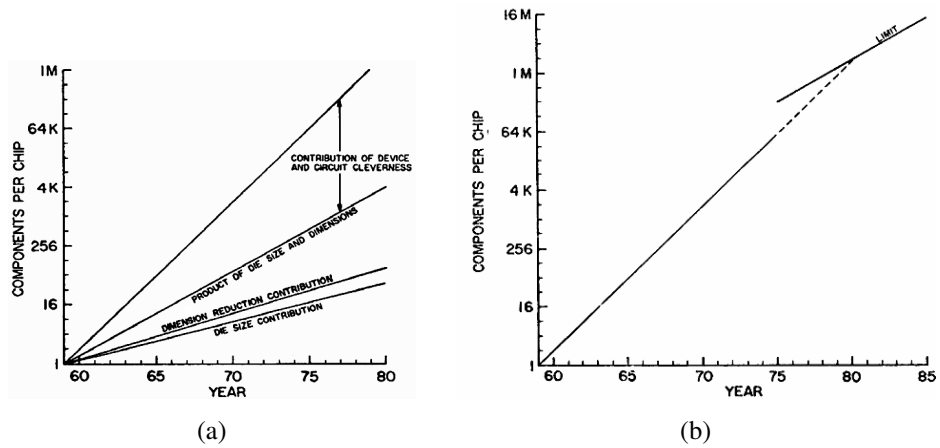 1M
64K
4K
256
16
1
COMPONENTS PER CHIP
CONTRIBUTION OF DEVICE
AND CIRCUIT CLEVERNESS
PRODUCT OF DIE SIZE AND DIMENSIONS
DIMENSION REDUCTION CONTRIBUTION
DIE SIZE CONTRIBUTION
60 65 70 75 80
YEAR
(a)
16M
1M
64K
4K
256
16
1
COMPONENTS PER CHIP
LIMIT
60 65 70 75 80 85
YEAR
(b)